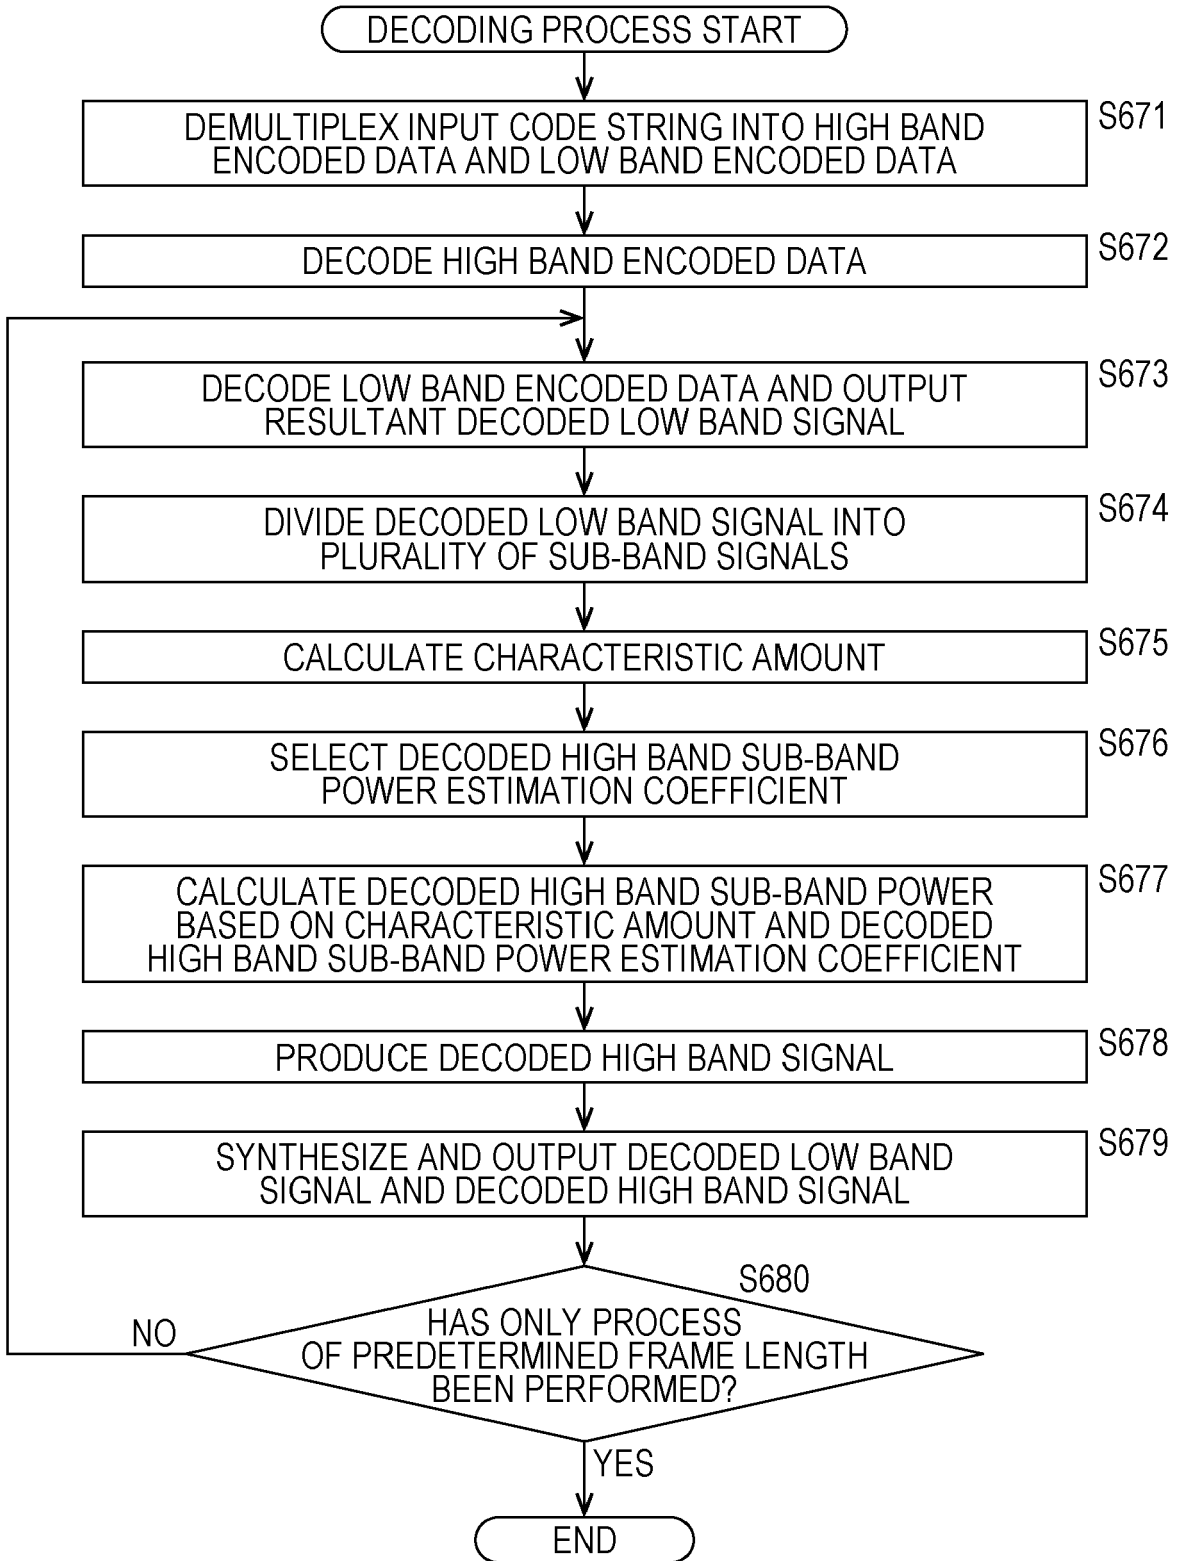 DECODING PROCESS START
S671
DEMULTIPLEX INPUT CODE STRING INTO HIGH BAND
ENCODED DATA AND LOW BAND ENCODED DATA
S672
DECODE HIGH BAND ENCODED DATA
S673
DECODE LOW BAND ENCODED DATA AND OUTPUT
RESULTANT DECODED LOW BAND SIGNAL
S674
DIVIDE DECODED LOW BAND SIGNAL INTO
PLURALITY OF SUB-BAND SIGNALS
S675
CALCULATE CHARACTERISTIC AMOUNT
S676
SELECT DECODED HIGH BAND SUB-BAND
POWER ESTIMATION COEFFICIENT
S677
CALCULATE DECODED HIGH BAND SUB-BAND POWER
BASED ON CHARACTERISTIC AMOUNT AND DECODED
HIGH BAND SUB-BAND POWER ESTIMATION COEFFICIENT
S678
PRODUCE DECODED HIGH BAND SIGNAL
S679
SYNTHESIZE AND OUTPUT DECODED LOW BAND
SIGNAL AND DECODED HIGH BAND SIGNAL
S680
HAS ONLY PROCESS
OF PREDETERMINED FRAME LENGTH
BEEN PERFORMED?
NO
YES
END